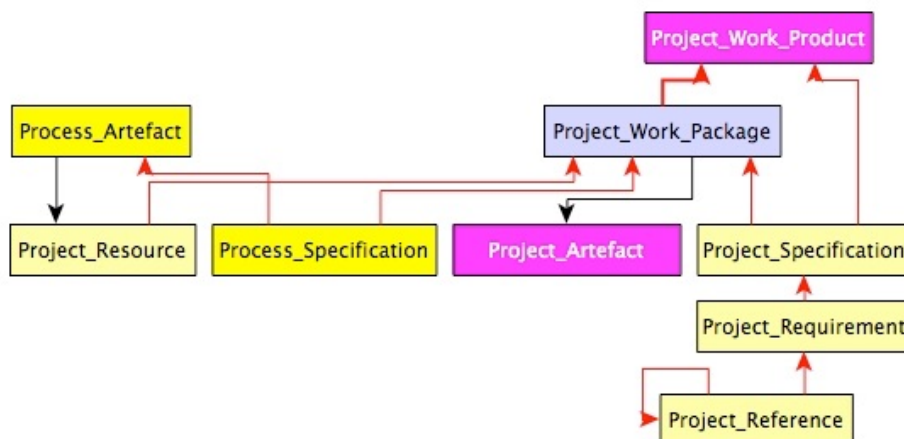 Project_Work_Product
Process_Artefact
Project_Work_Package
Project_Resource
Process_Specification
Project_Artefact
Project_Specification
Project_Requirement
Project_Reference